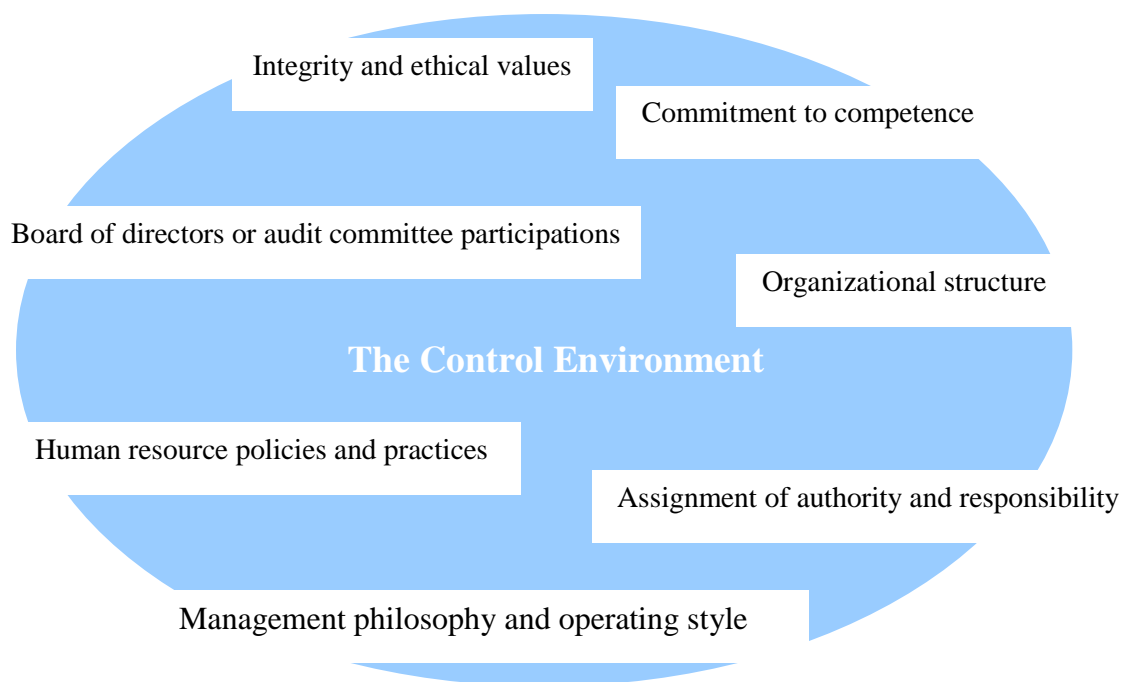 Integrity and ethical values
Commitment to competence
Board of directors or audit committee participations
Organizational structure
The Control Environment
Human resource policies and practices
Assignment of authority and responsibility
Management philosophy and operating style